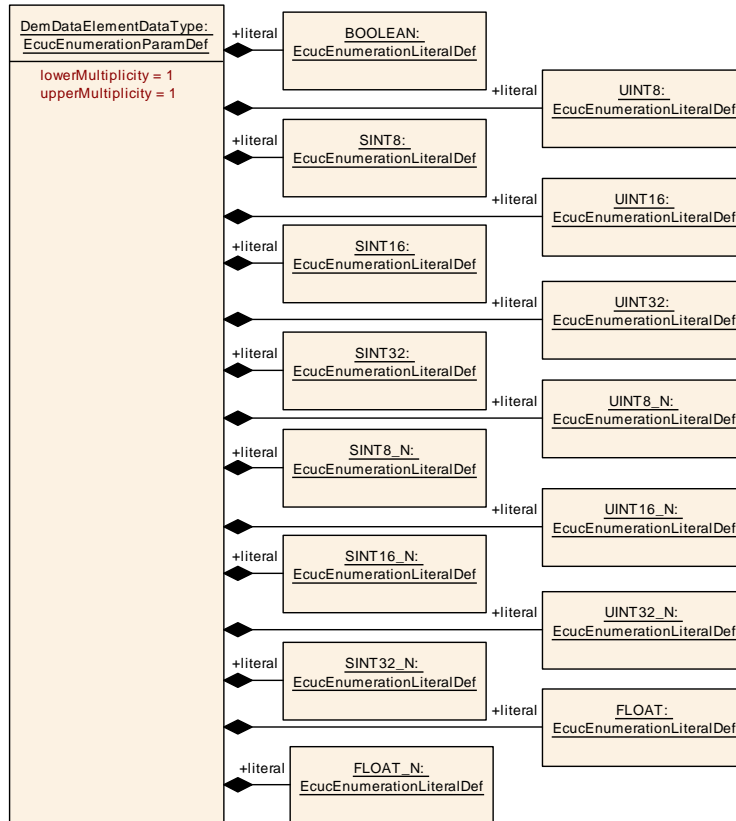 DemDataElementDataType:
EcucEnumerationParamDef
lowerMultiplicity = 1
upperMultiplicity = 1
+literal
BOOLEAN:
EcucEnumerationLiteralDef
+literal
UINT8:
EcucEnumerationLiteralDef
+literal
SINT8:
EcucEnumerationLiteralDef
+literal
UINT16:
EcucEnumerationLiteralDef
+literal
SINT16:
EcucEnumerationLiteralDef
+literal
UINT32:
EcucEnumerationLiteralDef
+literal
SINT32:
EcucEnumerationLiteralDef
+literal
UINT8_N:
EcucEnumerationLiteralDef
+literal
SINT8_N:
EcucEnumerationLiteralDef
+literal
UINT16_N:
EcucEnumerationLiteralDef
+literal
SINT16_N:
EcucEnumerationLiteralDef
+literal
UINT32_N:
EcucEnumerationLiteralDef
+literal
SINT32_N:
EcucEnumerationLiteralDef
+literal
FLOAT:
EcucEnumerationLiteralDef
+literal
FLOAT_N:
EcucEnumerationLiteralDef